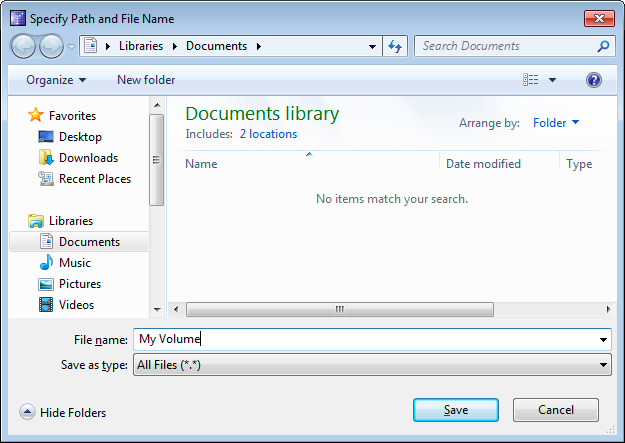 Specify Path and File Name
Libraries Documents Search Documents
Organize New folder
Favorites
Desktop
Downloads
Recent Places
Libraries
Documents
Music
Pictures
Videos
Documents library
Includes: 2 locations
Arrange by: Folder
Name Date modified Type
No items match your search.
File name: My Volume
Save as type: All Files (*.*)
Hide Folders Save Cancel